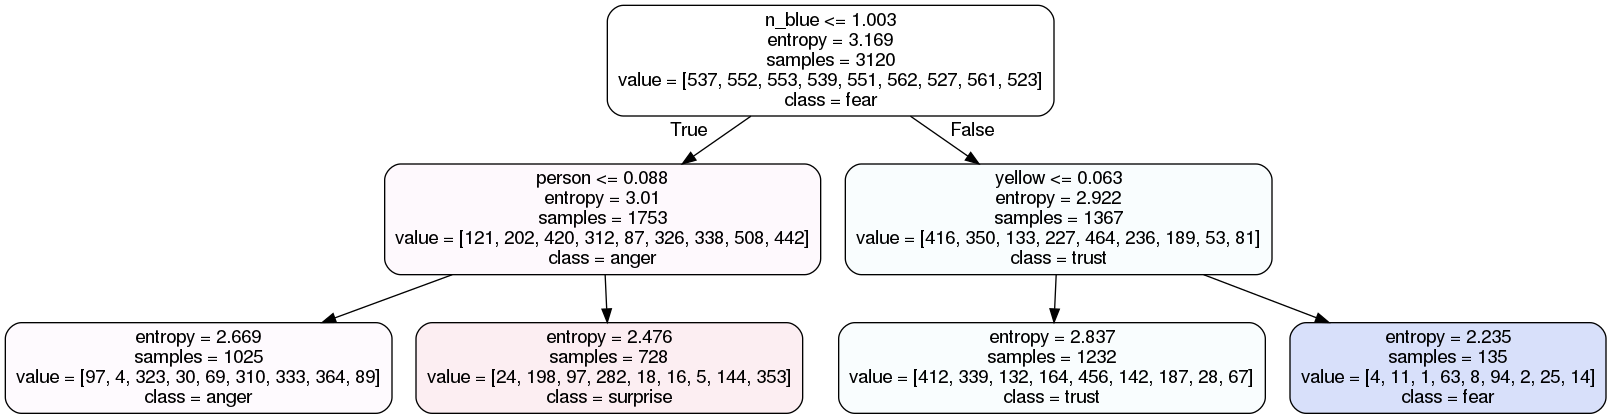 n_blue <= 1.003
entropy = 3.169
samples = 3120
value = [537, 552, 553, 539, 551, 562, 527, 561, 523]
class = fear
True
False
person <= 0.088
entropy = 3.01
samples = 1753
value = [121, 202, 420, 312, 87, 326, 338, 508, 442]
class = anger
yellow <= 0.063
entropy = 2.922
samples = 1367
value = [416, 350, 133, 227, 464, 236, 189, 53, 81]
class = trust
entropy = 2.669
samples = 1025
value = [97, 4, 323, 30, 69, 310, 333, 364, 89]
class = anger
entropy = 2.476
samples = 728
value = [24, 198, 97, 282, 18, 16, 5, 144, 353]
class = surprise
entropy = 2.837
samples = 1232
value = [412, 339, 132, 164, 456, 142, 187, 28, 67]
class = trust
entropy = 2.235
samples = 135
value = [4, 11, 1, 63, 8, 94, 2, 25, 14]
class = fear